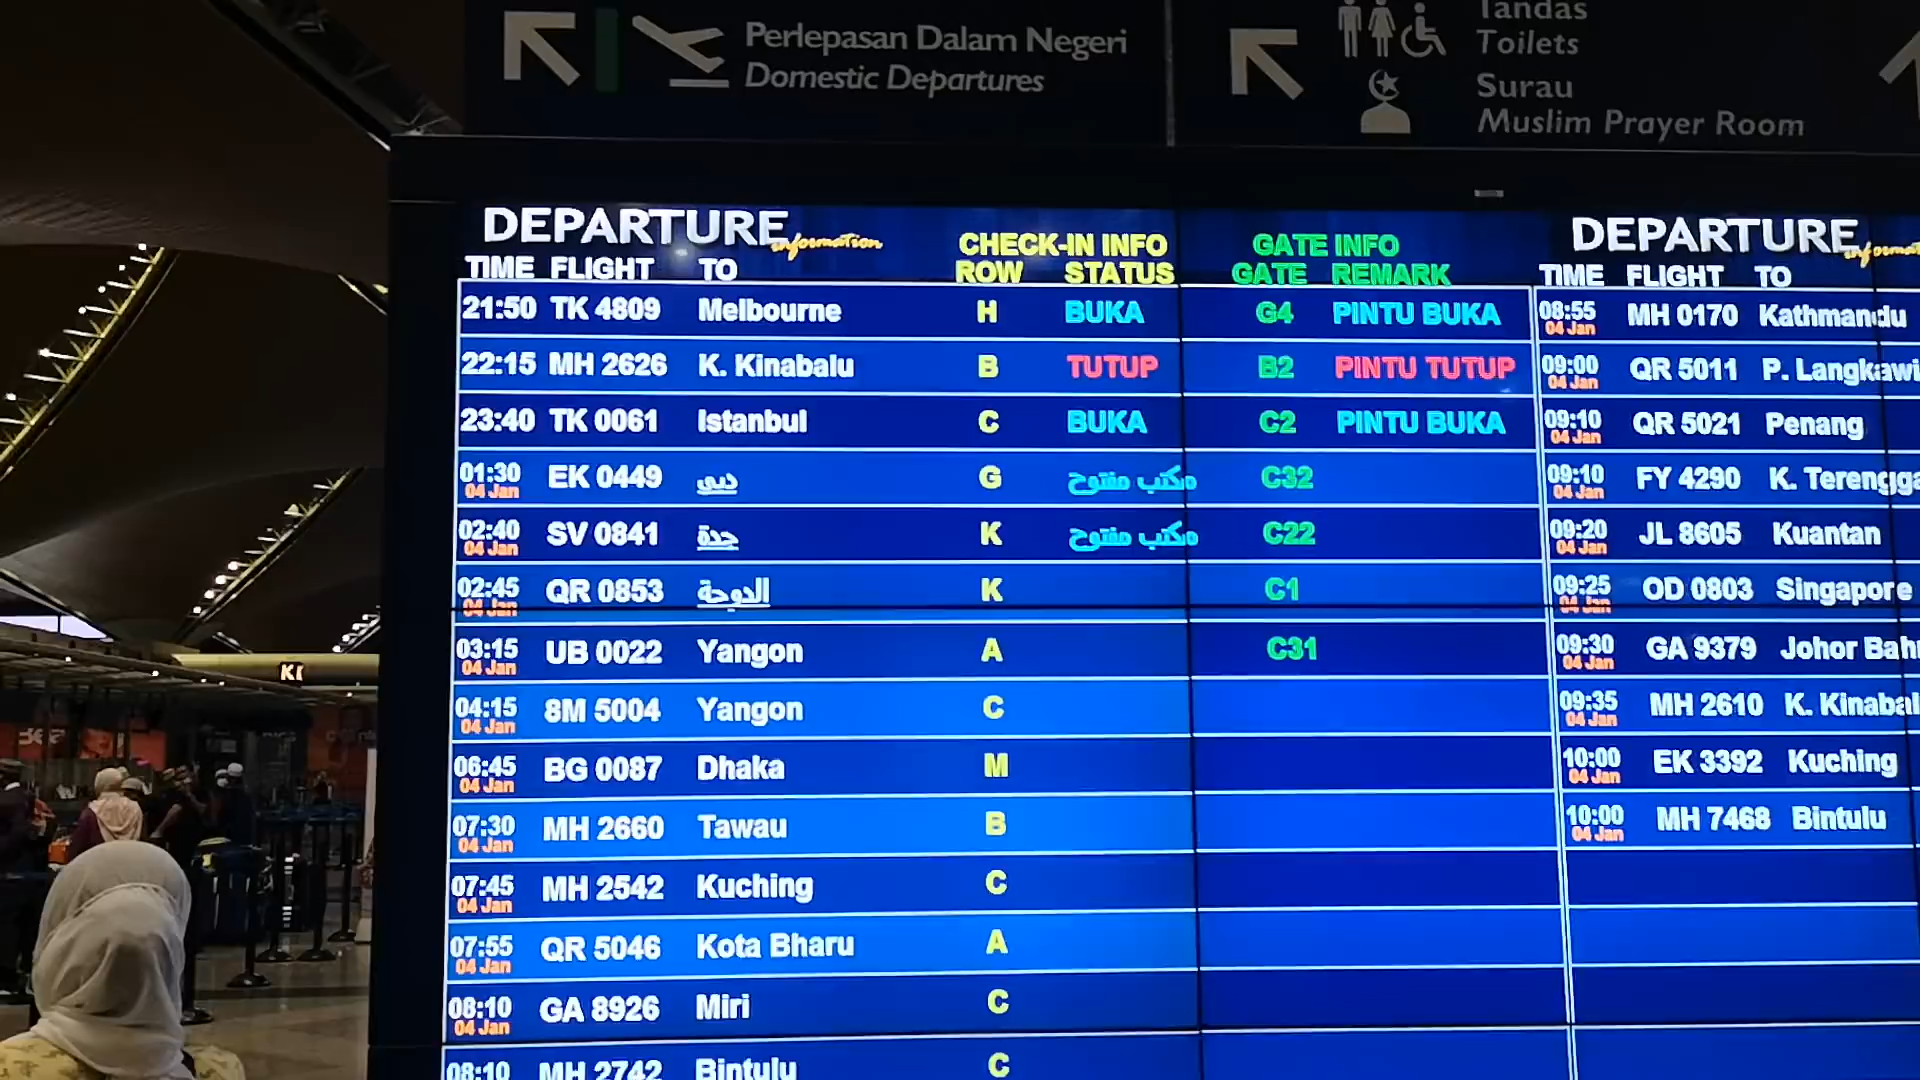 Perlepasan Dalam Negeri
Domestic Departures
Tandas
Toilets
Surau
Muslim Prayer Room
DEPARTURE information
CHECK-IN INFO GATE INFO
TIME FLIGHT TO ROW STATUS GATE REMARK
21:50 TK 4809 Melbourne H BUKA G4 PINTU BUKA
22:15 MH 2626 K. Kinabalu B TUTUP B2 PINTU TUTUP
23:40 TK 0061 Istanbul C BUKA C2 PINTU BUKA
01:30 04 Jan EK 0449 دبي G مكتب مفتوح C32
02:40 04 Jan SV 0841 جدة K مكتب مفتوح C22
02:45 04 Jan QR 0853 الدوحة K C1
03:15 04 Jan UB 0022 Yangon A C31
04:15 04 Jan 8M 5004 Yangon C
06:45 04 Jan BG 0087 Dhaka M
07:30 04 Jan MH 2660 Tawau B
07:45 04 Jan MH 2542 Kuching C
07:55 04 Jan QR 5046 Kota Bharu A
08:10 04 Jan GA 8926 Miri C
08:10 MH 2742 Bintulu C
DEPARTURE
TIME FLIGHT TO
08:55 04 Jan MH 0170 Kathmandu
09:00 04 Jan QR 5011 P. Langkawi
09:10 04 Jan QR 5021 Penang
09:10 04 Jan FY 4290 K. Terengga
09:20 04 Jan JL 8605 Kuantan
09:25 04 Jan OD 0803 Singapore
09:30 04 Jan GA 9379 Johor Bah
09:35 04 Jan MH 2610 K. Kinabal
10:00 04 Jan EK 3392 Kuching
10:00 04 Jan MH 7468 Bintulu